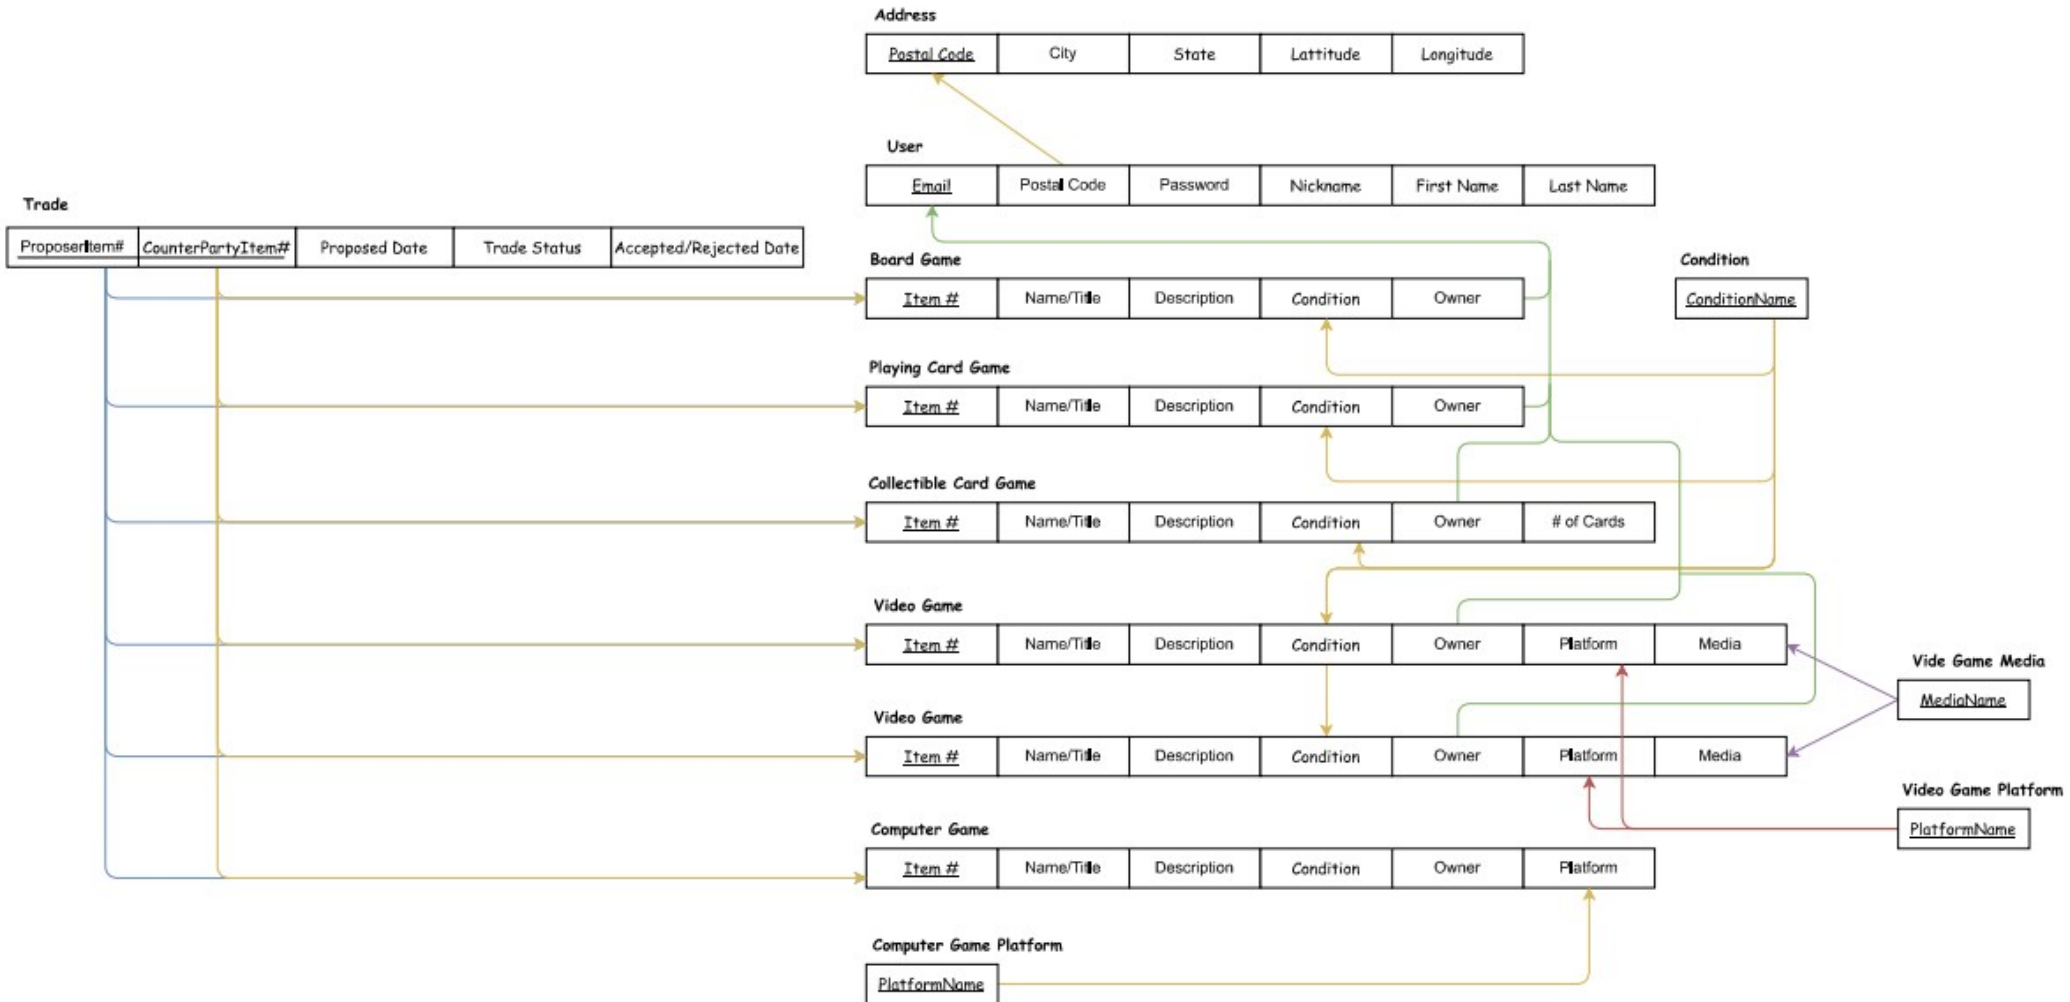 Address
Postal Code City State Lattitude Longitude
User
Email Postal Code Password Nickname First Name Last Name
Trade
ProposerItem# CounterPartyItem# Proposed Date Trade Status Accepted/Rejected Date
Board Game
Item # Name/Title Description Condition Owner
Condition
ConditionName
Playing Card Game
Item # Name/Title Description Condition Owner
Collectible Card Game
Item # Name/Title Description Condition Owner # of Cards
Video Game
Item # Name/Title Description Condition Owner Platform Media
Vide Game Media
MediaName
Video Game
Item # Name/Title Description Condition Owner Platform Media
Video Game Platform
PlatformName
Computer Game
Item # Name/Title Description Condition Owner Platform
Computer Game Platform
PlatformName